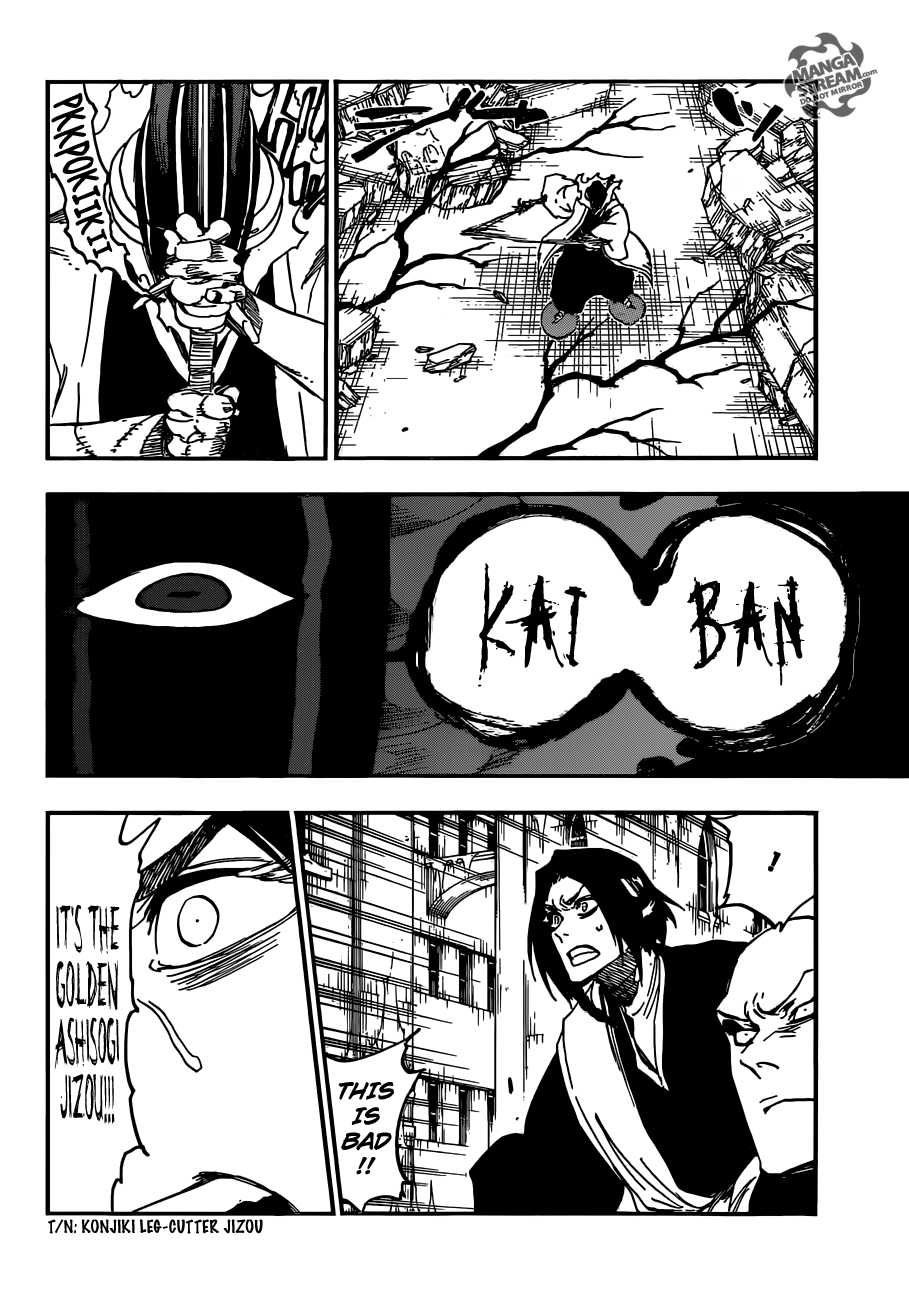 MANGA
STREAM.com
DO NOT MIRROR!
PKKPOKIIKII
BAN
KAI
!
THIS
IS
BAD
!!
IT'S THE
GOLDEN
ASHISOGI
JIZOU!!!
T/N: KONJIKI LEG-CUTTER JIZOU